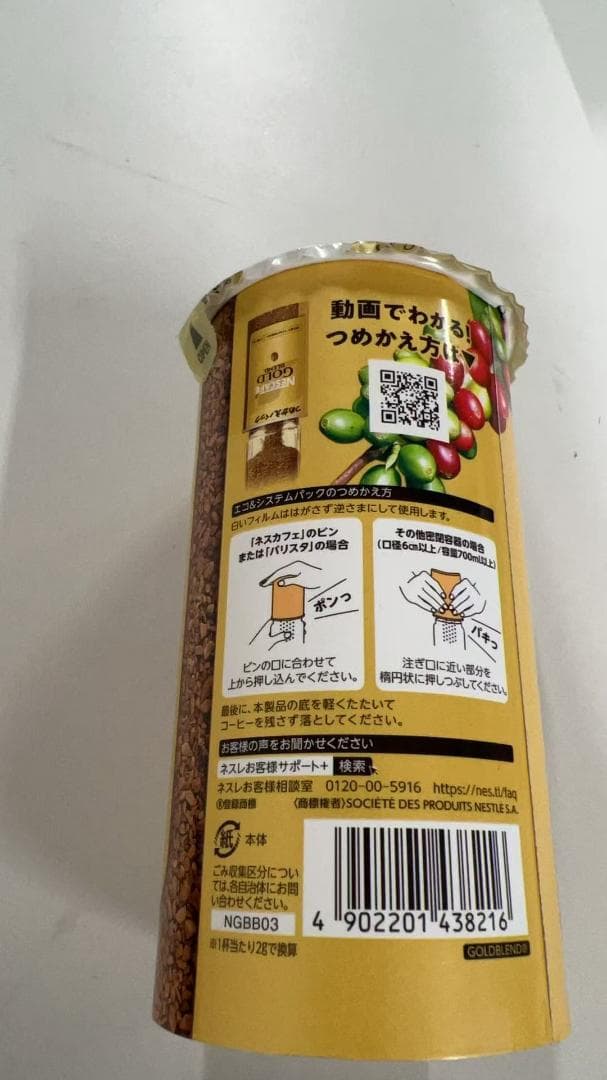 OPEN
動画でわかる!
つめかえ方は▼
NESCAFÉ
GOLD
BLEND
つめかえパック
エコ&システムパックのつめかえ方
白いフィルムははがさず逆さまにして使用します。
「ネスカフェ」のビン
または「バリスタ」の場合
ポンっ
ビンの口に合わせて
上から押し込んでください。
その他密閉容器の場合
(口径6cm以上/容量700ml以上)
パキっ
注ぎ口に近い部分を
楕円状に押しつぶしてください。
最後に、本製品の底を軽くたたいて
コーヒーを残さず落としてください。
お客様の声をお聞かせください
ネスレお客様サポート+ 検索
ネスレお客様相談室 0120-00-5916 https://nes.tl/faq
®登録商標 〈商標権者〉SOCIÉTÉ DES PRODUITS NESTLÉ S.A.
紙 本体
ごみ収集区分につい
ては、各自治体にお問
い合わせください。
NGBB03
※1杯当たり2gで換算
4 902201 438216
GOLDBLEND®